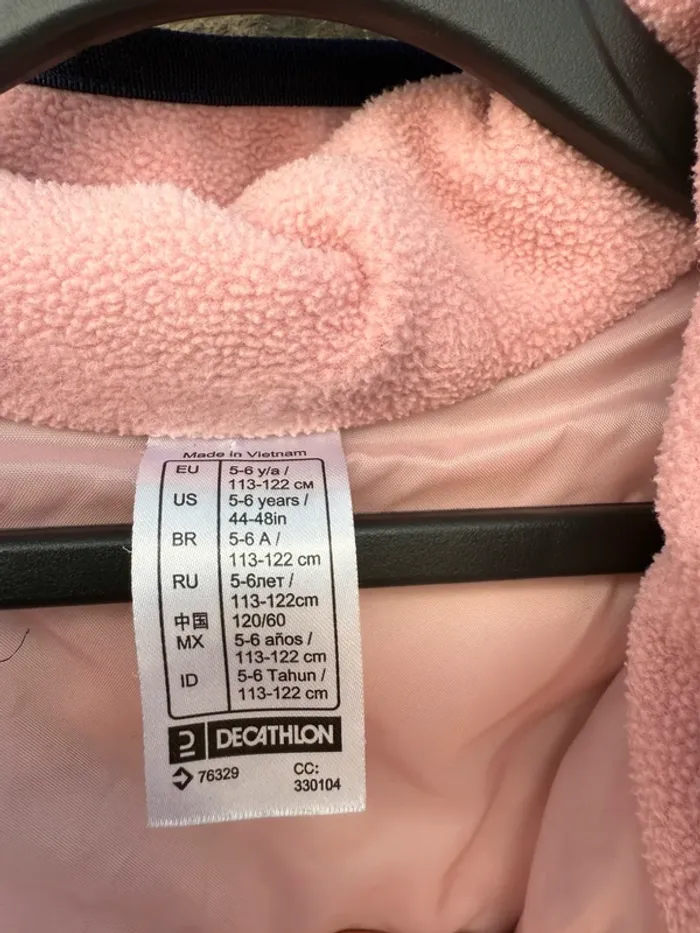 Made in Vietnam
EU 5-6 y/a /
113-122 см
US 5-6 years /
44-48in
BR 5-6 A /
113-122 cm
RU 5-6лет /
113-122cm
中国 120/60
MX 5-6 años /
113-122 cm
ID 5-6 Tahun /
113-122 cm
DECATHLON
76329 CC:
330104